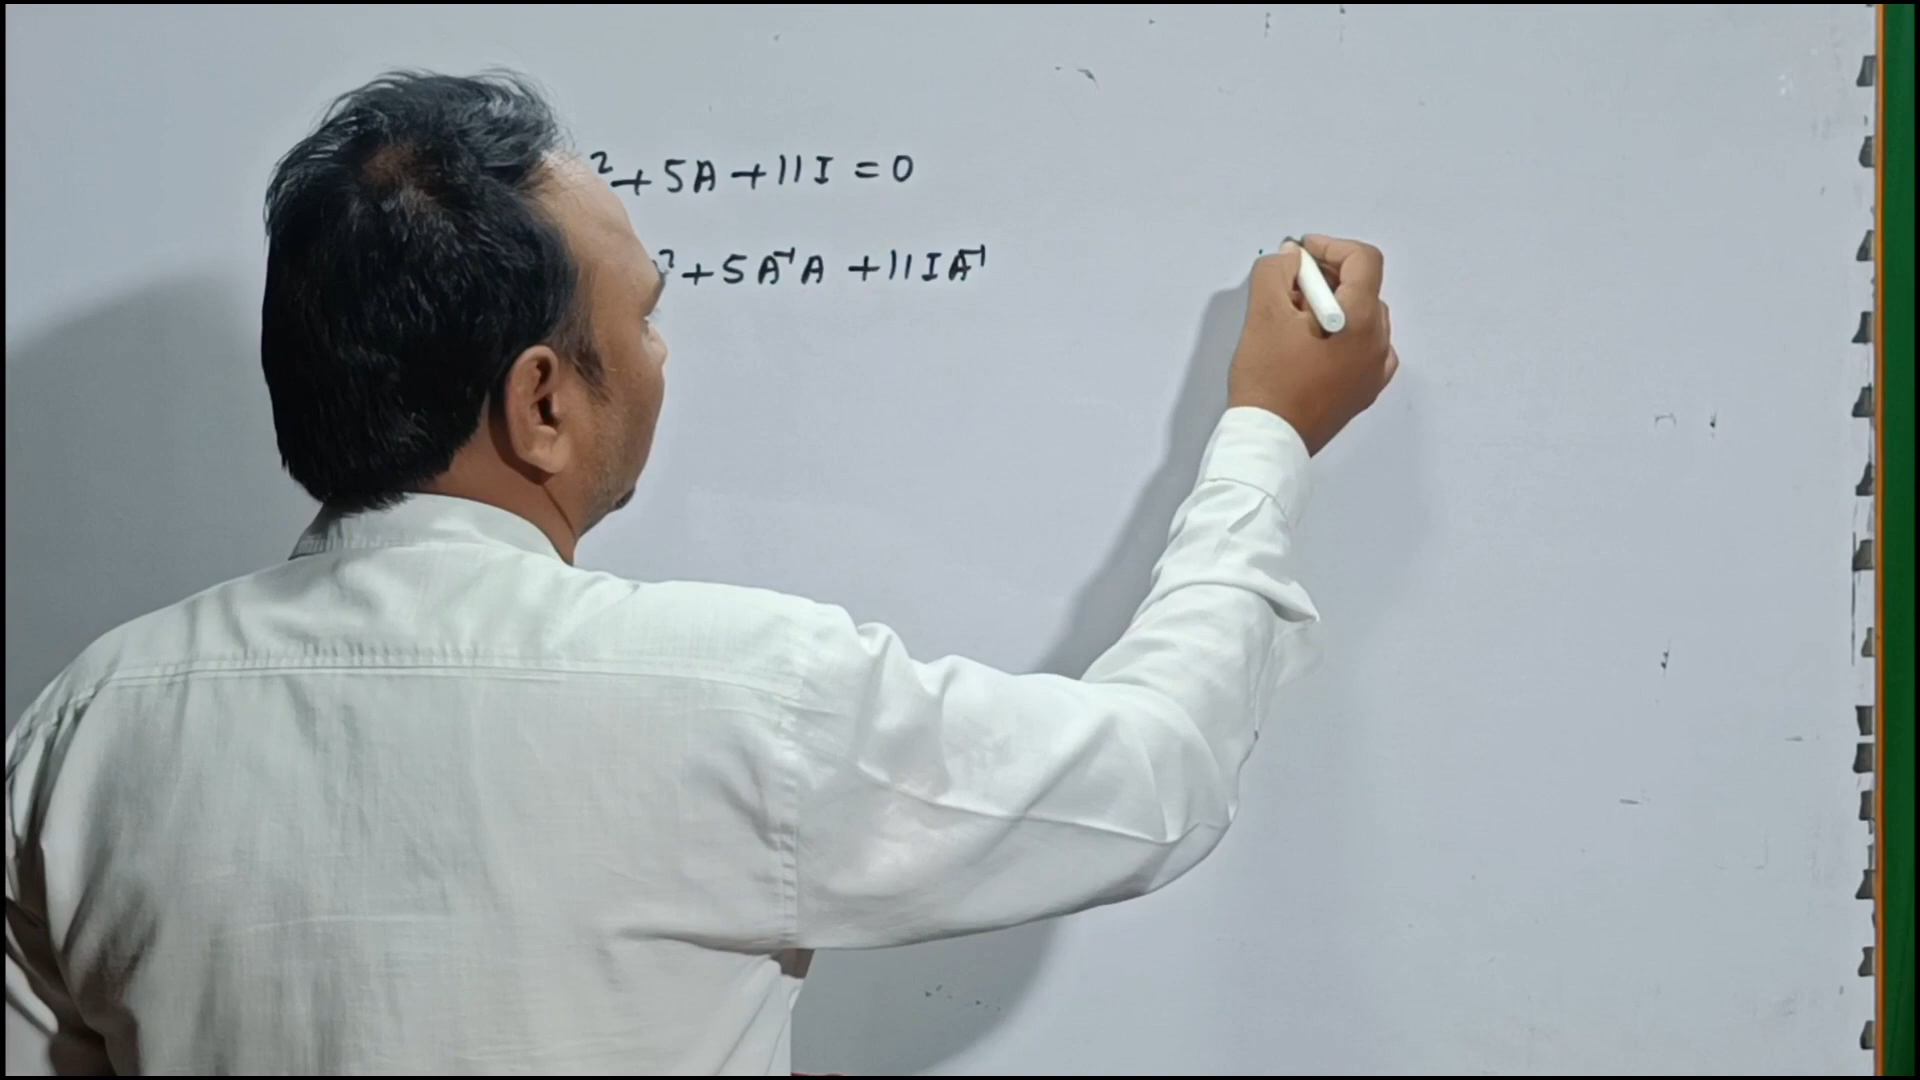 ² + 5A + 11I = 0
² + 5A⁻¹A + 11IA⁻¹